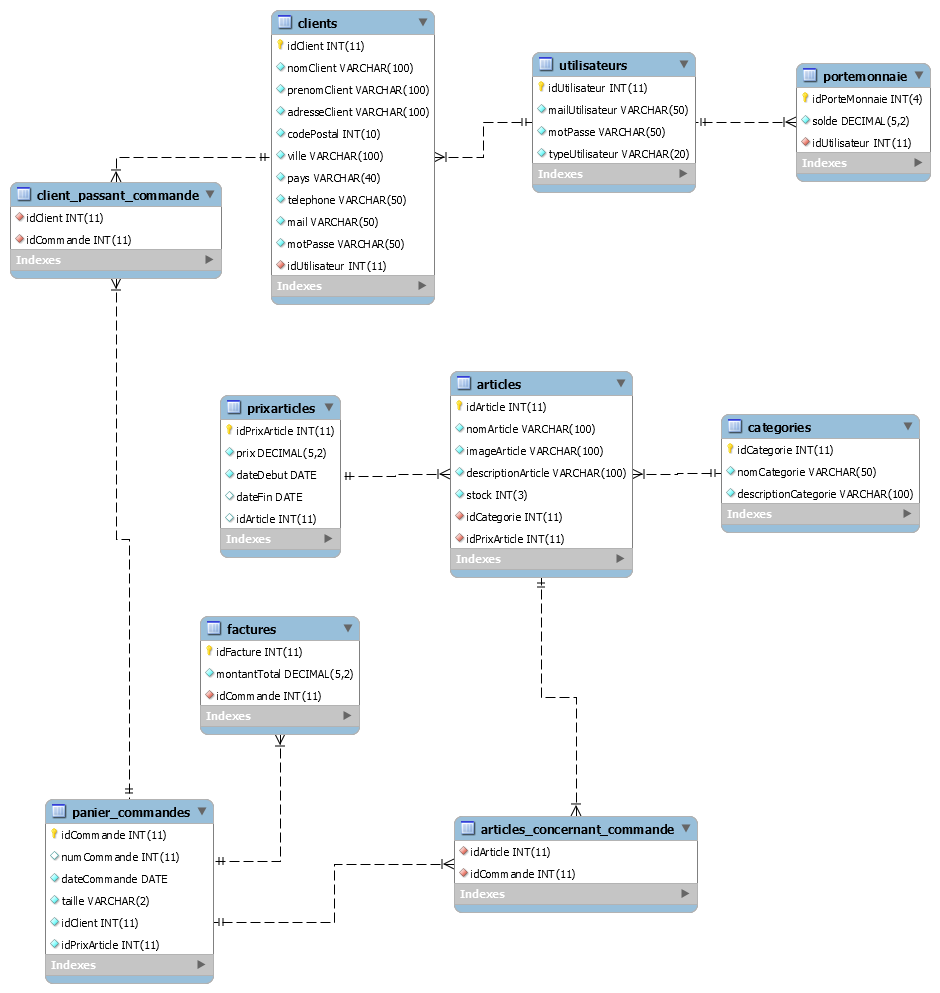 clients
idClient INT(11)
nomClient VARCHAR(100)
prenomClient VARCHAR(100)
adresseClient VARCHAR(100)
codePostal INT(10)
ville VARCHAR(100)
pays VARCHAR(40)
telephone VARCHAR(50)
mail VARCHAR(50)
motPasse VARCHAR(50)
idUtilisateur INT(11)
Indexes
utilisateurs
idUtilisateur INT(11)
mailUtilisateur VARCHAR(50)
motPasse VARCHAR(50)
typeUtilisateur VARCHAR(20)
Indexes
portemonnaie
idPorteMonnaie INT(4)
solde DECIMAL(5,2)
idUtilisateur INT(11)
Indexes
client_passant_commande
idClient INT(11)
idCommande INT(11)
Indexes
prixarticles
idPrixArticle INT(11)
prix DECIMAL(5,2)
dateDebut DATE
dateFin DATE
idArticle INT(11)
Indexes
articles
idArticle INT(11)
nomArticle VARCHAR(100)
imageArticle VARCHAR(100)
descriptionArticle VARCHAR(100)
stock INT(3)
idCategorie INT(11)
idPrixArticle INT(11)
Indexes
categories
idCategorie INT(11)
nomCategorie VARCHAR(50)
descriptionCategorie VARCHAR(100)
Indexes
factures
idFacture INT(11)
montantTotal DECIMAL(5,2)
idCommande INT(11)
Indexes
panier_commandes
idCommande INT(11)
numCommande INT(11)
dateCommande DATE
taille VARCHAR(2)
idClient INT(11)
idPrixArticle INT(11)
Indexes
articles_concernant_commande
idArticle INT(11)
idCommande INT(11)
Indexes